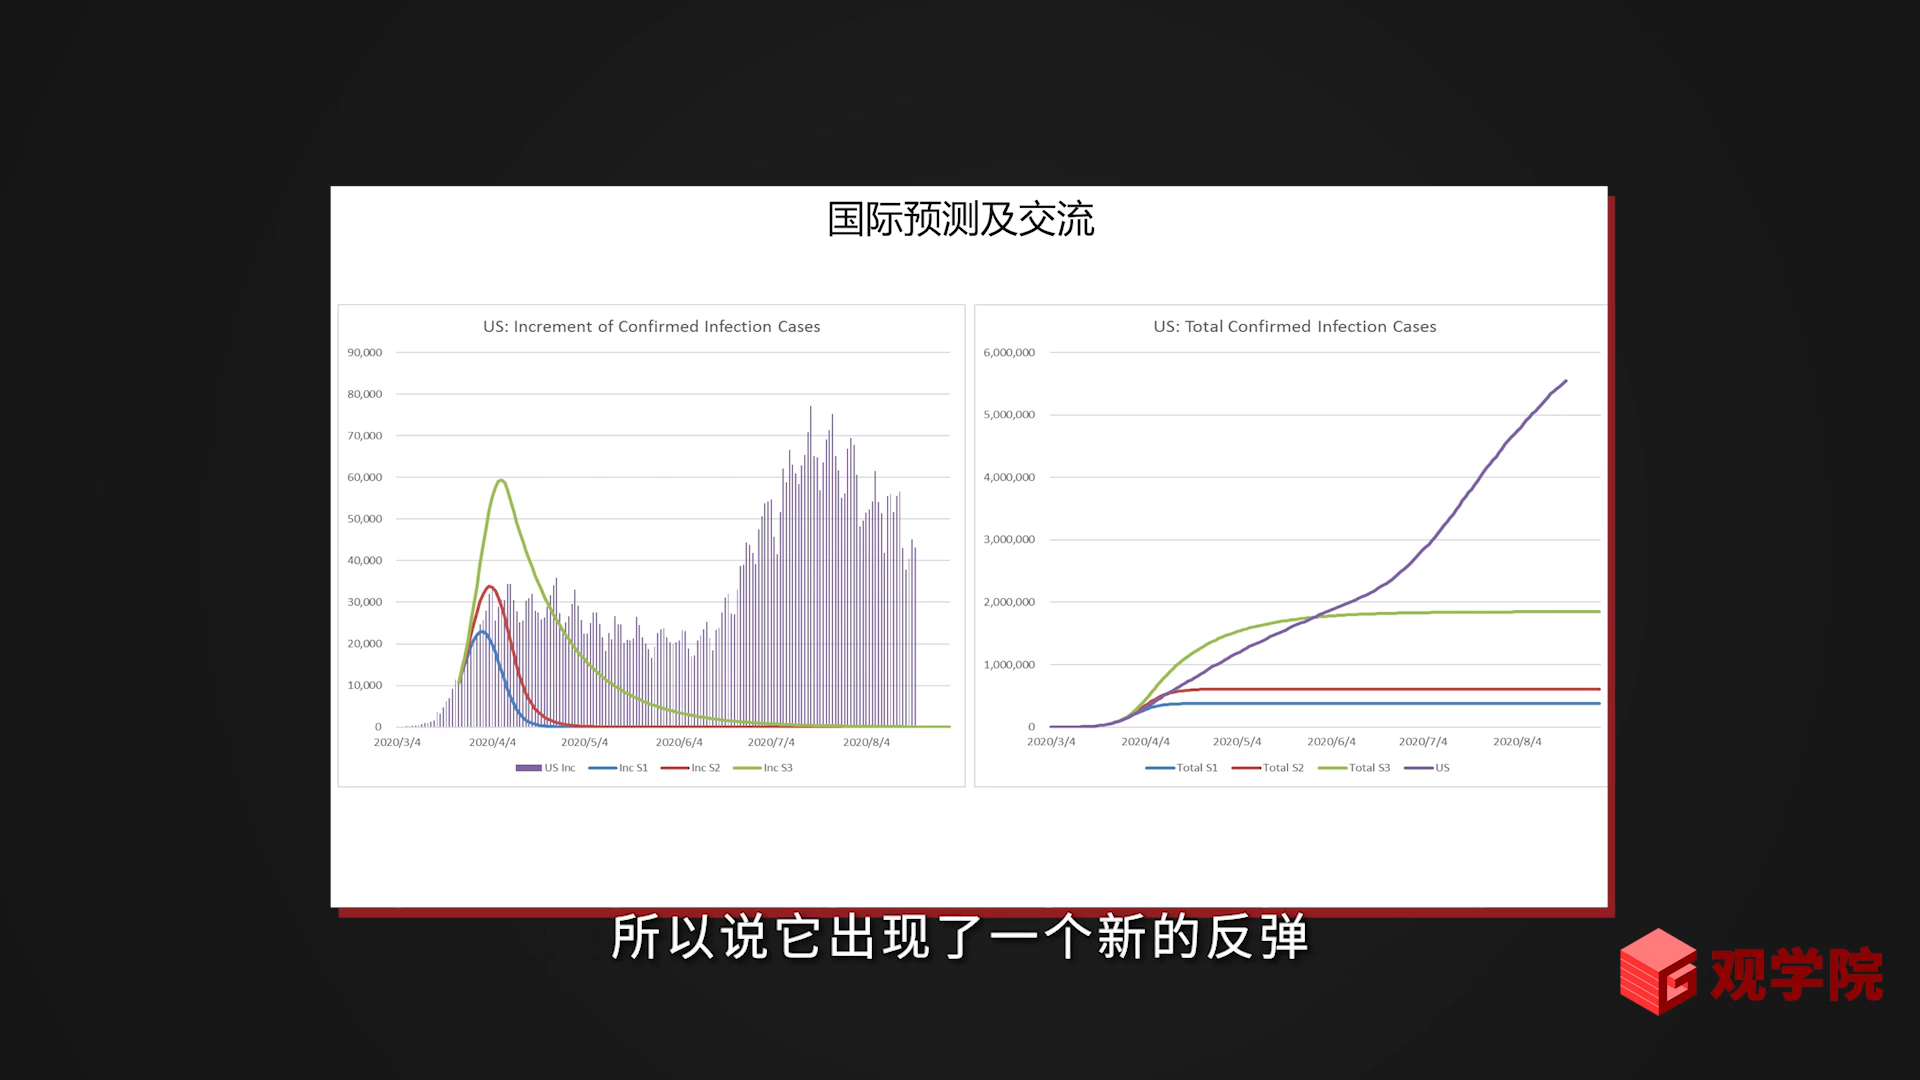 国际预测及交流
US: Increment of Confirmed Infection Cases
90,000
80,000
70,000
60,000
50,000
40,000
30,000
20,000
10,000
0
2020/3/4 2020/4/4 2020/5/4 2020/6/4 2020/7/4 2020/8/4
US Inc Inc S1 Inc S2 Inc S3
US: Total Confirmed Infection Cases
6,000,000
5,000,000
4,000,000
3,000,000
2,000,000
1,000,000
0
2020/3/4 2020/4/4 2020/5/4 2020/6/4 2020/7/4 2020/8/4
Total S1 Total S2 Total S3 US
所以说它出现了一个新的反弹
观学院